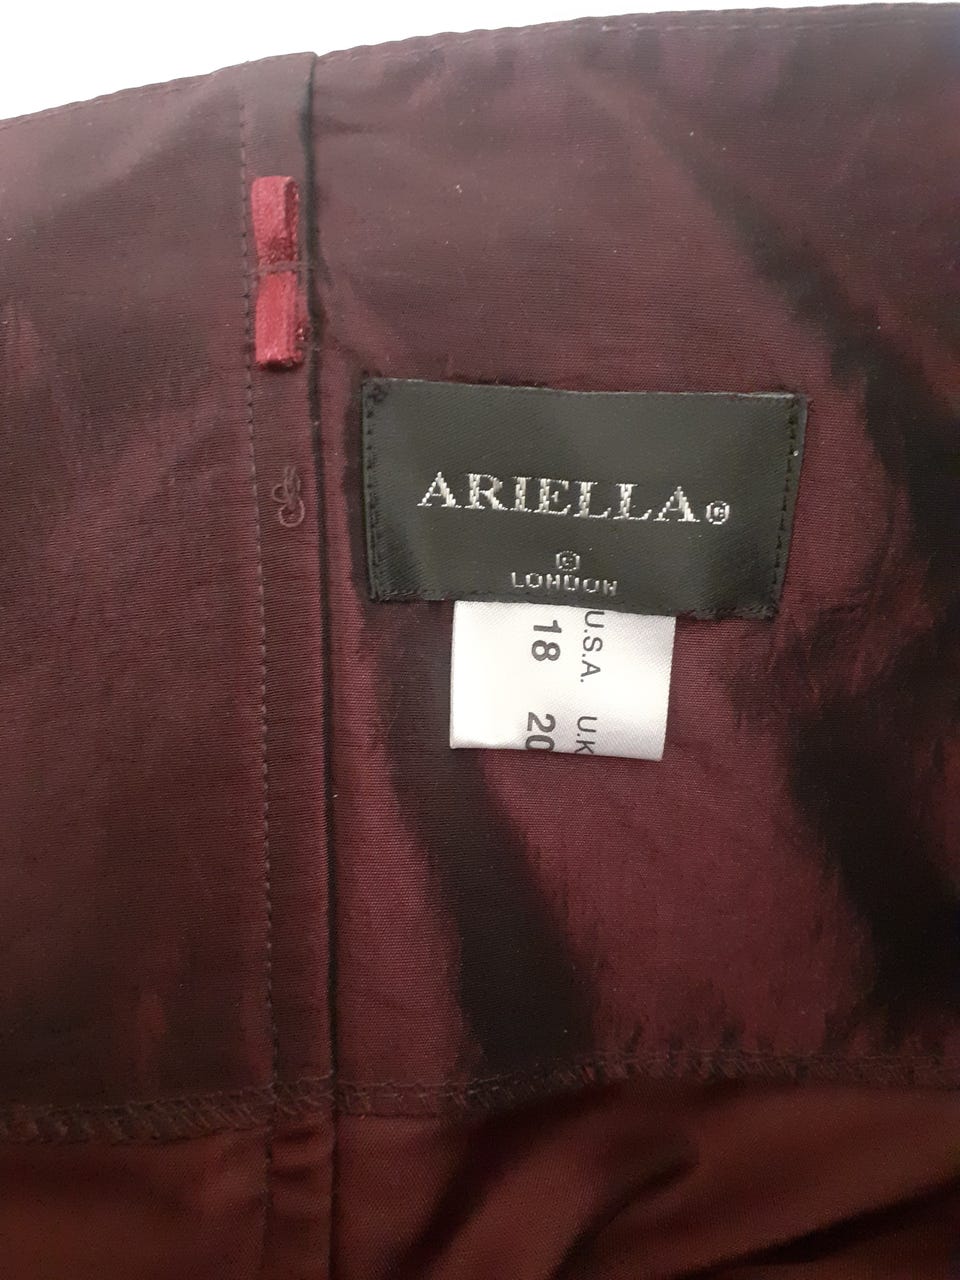 ARIELLA®
®
LONDON
U.S.A. U.K
18 20